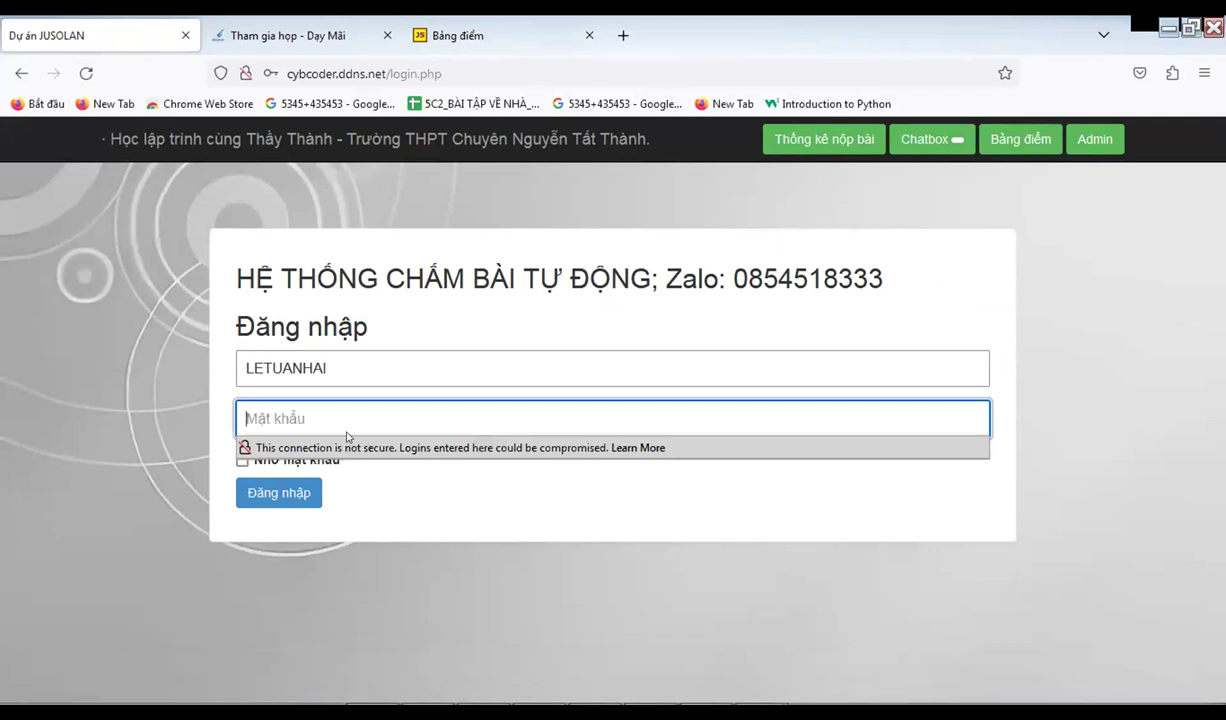 Dự án JUSOLAN
Tham gia họp - Dạy Mãi
JS Bảng điểm
cybcoder.ddns.net/login.php
Bắt đầu
New Tab
Chrome Web Store
5345+435453 - Google...
5C2_BÀI TẬP VỀ NHÀ_...
5345+435453 - Google...
New Tab
Introduction to Python
· Học lập trình cùng Thầy Thành - Trường THPT Chuyên Nguyễn Tất Thành.
Thống kê nộp bài
Chatbox
Bảng điểm
Admin
HỆ THỐNG CHẤM BÀI TỰ ĐỘNG; Zalo: 0854518333
Đăng nhập
LETUANHAI
Mật khẩu
This connection is not secure. Logins entered here could be compromised. Learn More
Nhớ mật khẩu
Đăng nhập